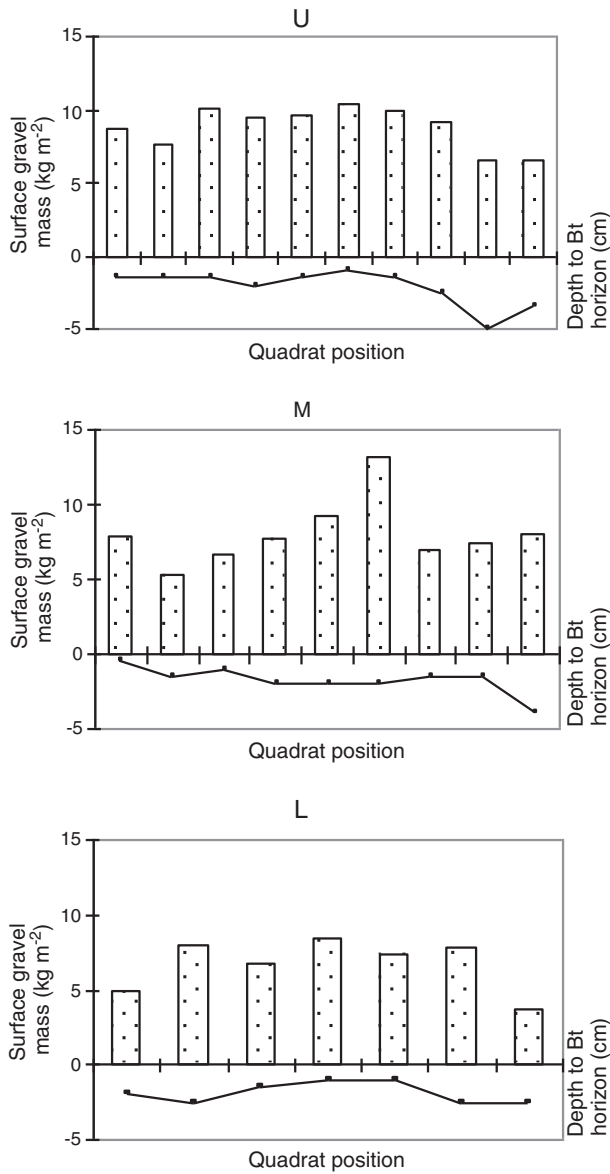 U
15
10
5
0
-5
Surface gravel
mass (kg m⁻²)
Depth to Bt
horizon (cm)
Quadrat position
M
15
10
5
0
-5
Surface gravel
mass (kg m⁻²)
Depth to Bt
horizon (cm)
Quadrat position
L
15
10
5
0
-5
Surface gravel
mass (kg m⁻²)
Depth to Bt
horizon (cm)
Quadrat position